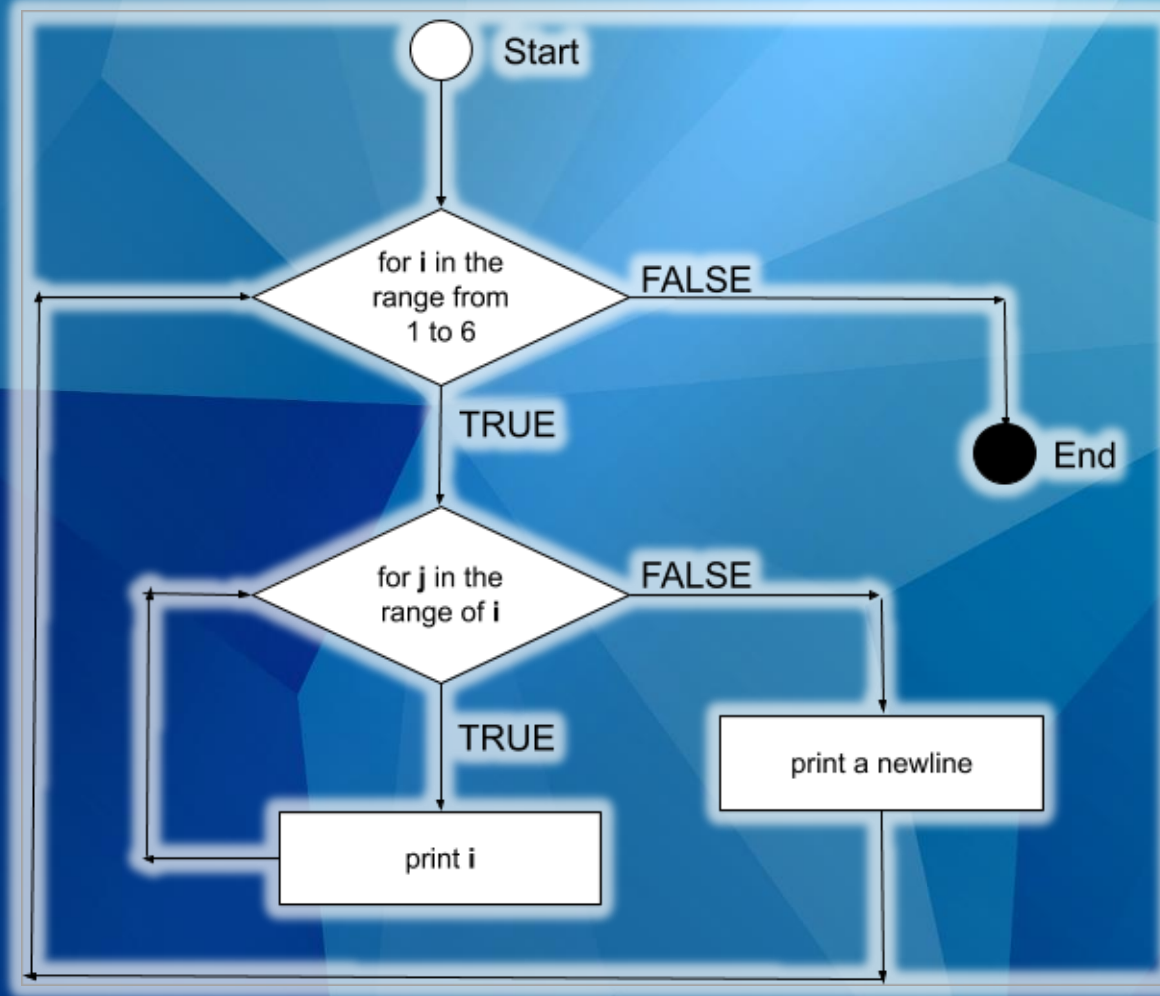 Start
for i in the
range from
1 to 6
FALSE
TRUE
End
for j in the
range of i
FALSE
TRUE
print a newline
print i